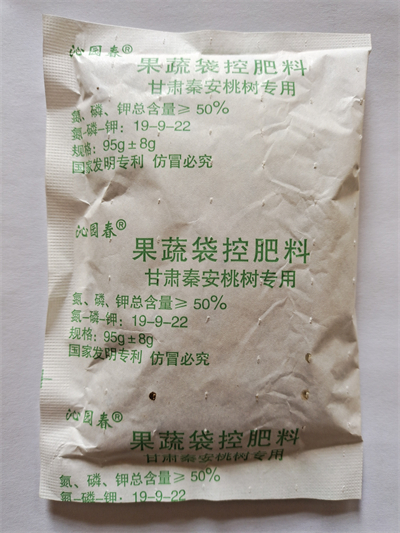 沁园春®
果蔬袋控肥料
甘肃秦安桃树专用
氮、磷、钾总含量≥50%
氮-磷-钾：19-9-22
规格：95g±8g
国家发明专利 仿冒必究
沁园春®
果蔬袋控肥料
甘肃秦安桃树专用
氮、磷、钾总含量≥50%
氮-磷-钾：19-9-22
规格：95g±8g
国家发明专利 仿冒必究
沁园春®
果蔬袋控肥料
甘肃秦安桃树专用
氮、磷、钾总含量≥50%
氮-磷-钾：19-9-22